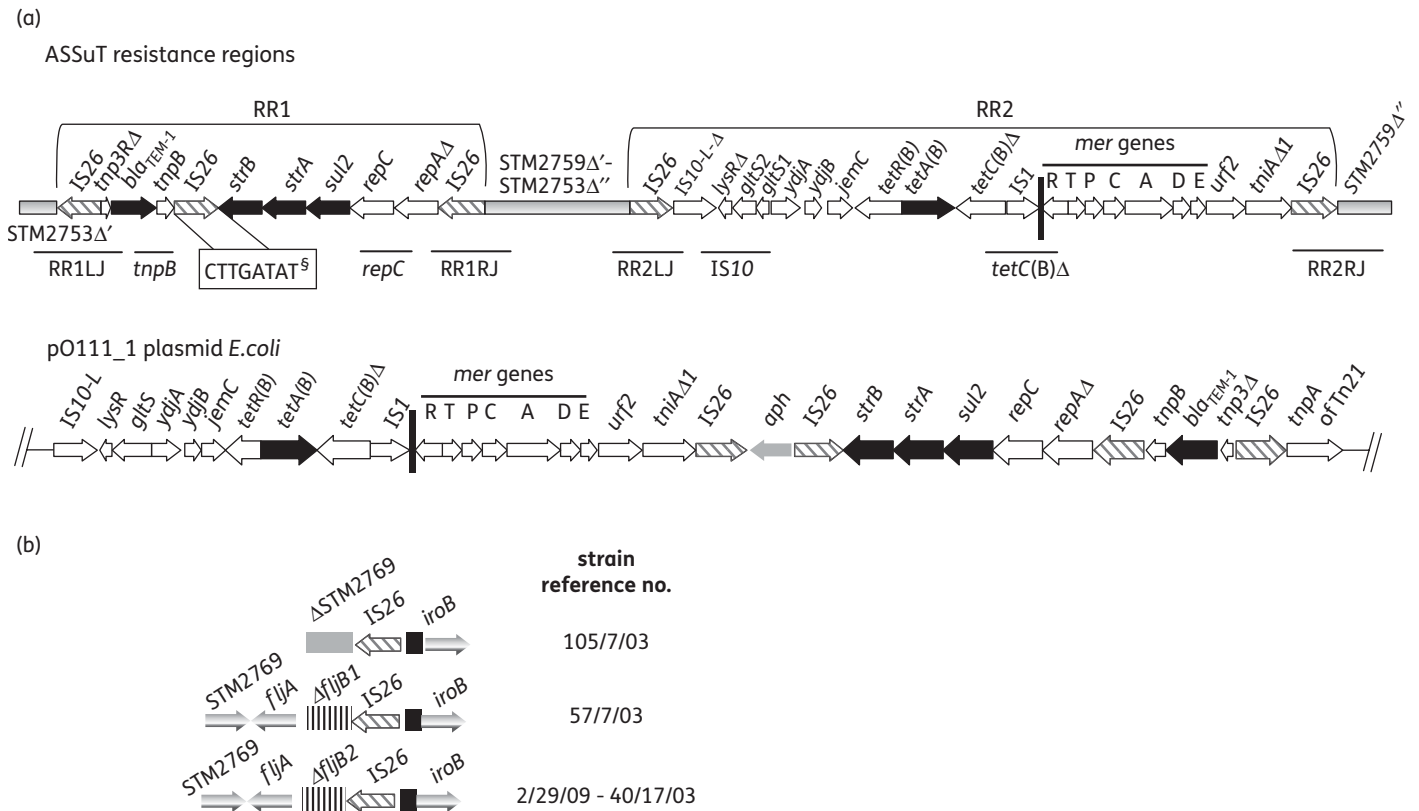 (a)
ASSuT resistance regions
RR1
RR2
IS26 tnp3RΔ blaTEM-1 tnpB IS26 strB strA sul2 repC repAΔ IS26 STM2759Δ′- STM2753Δ″ IS26 IS10-L-Δ lysRΔ gltS2 gltS1 ydjA ydjB jemC tetR(B) tetA(B) tetC(B)Δ IS1 mer genes urf2 tniAΔ1 IS26 STM2759Δ″
R T P C A D E
STM2753Δ′
RR1LJ tnpB CTTGATAT§ repC RR1RJ RR2LJ IS10 tetC(B)Δ RR2RJ
pO111_1 plasmid E.coli
IS10-L lysR gltS ydjA ydjB jemC tetR(B) tetA(B) tetC(B)Δ IS1 mer genes urf2 tniAΔ1 IS26 aph IS26 strB strA sul2 repC repAΔ IS26 tnpB blaTEM-1 tnp3Δ IS26 tnpA of Tn21
R T P C A D E
(b)
strain
reference no.
ΔSTM2769 IS26 iroB
105/7/03
STM2769 fljA ΔfljB1 IS26 iroB
57/7/03
STM2769 fljA ΔfljB2 IS26 iroB
2/29/09 - 40/17/03